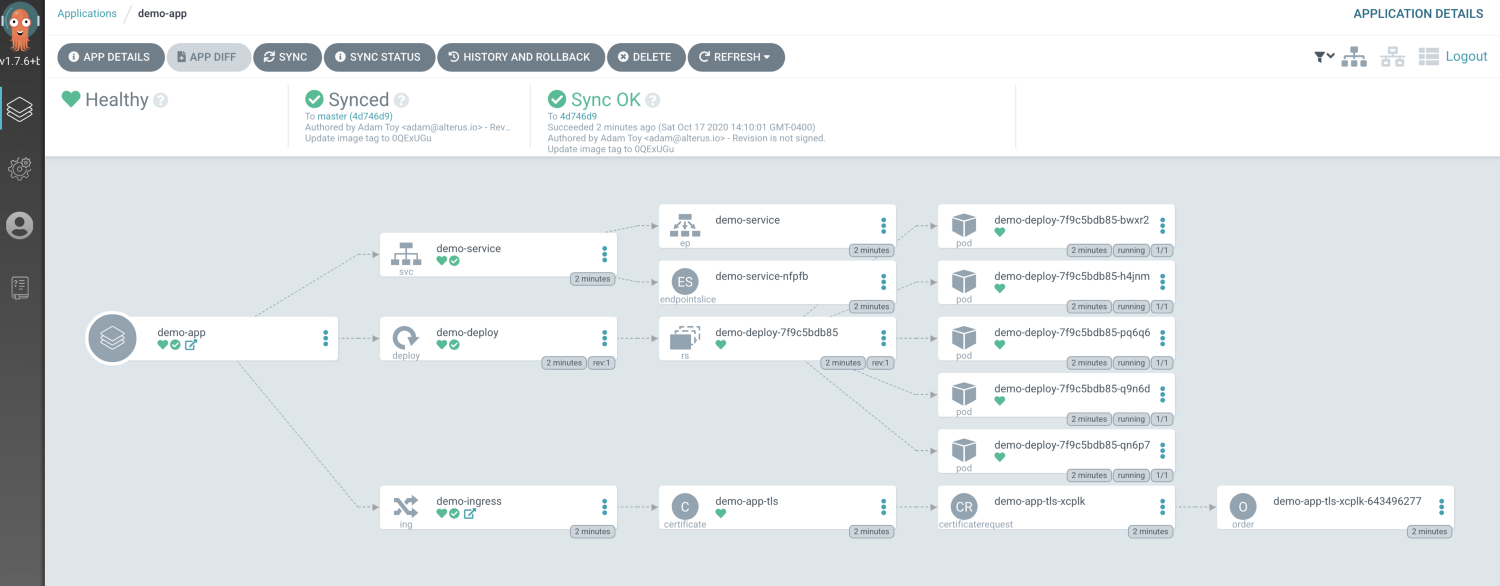 Applications / demo-app
APPLICATION DETAILS
v1.7.6+b
APP DETAILS
APP DIFF
SYNC
SYNC STATUS
HISTORY AND ROLLBACK
DELETE
REFRESH
Logout
Healthy
Synced
To master (4d746d9)
Authored by Adam Toy <adam@alterus.io> - Rev...
Update image tag to 0QExUGu
Sync OK
To 4d746d9
Succeeded 2 minutes ago (Sat Oct 17 2020 14:10:01 GMT-0400)
Authored by Adam Toy <adam@alterus.io> - Revision is not signed.
Update image tag to 0QExUGu
demo-app
demo-service
svc
2 minutes
demo-deploy
deploy
2 minutes rev:1
demo-ingress
ing
2 minutes
demo-service
ep
2 minutes
ES
demo-service-nfpfb
endpointslice
2 minutes
demo-deploy-7f9c5bdb85
rs
2 minutes rev:1
C
demo-app-tls
certificate
2 minutes
demo-deploy-7f9c5bdb85-bwxr2
pod
2 minutes running 1/1
demo-deploy-7f9c5bdb85-h4jnm
pod
2 minutes running 1/1
demo-deploy-7f9c5bdb85-pq6q6
pod
2 minutes running 1/1
demo-deploy-7f9c5bdb85-q9n6d
pod
2 minutes running 1/1
demo-deploy-7f9c5bdb85-qn6p7
pod
2 minutes running 1/1
CR
demo-app-tls-xcplk
certificaterequest
2 minutes
O
demo-app-tls-xcplk-643496277
order
2 minutes